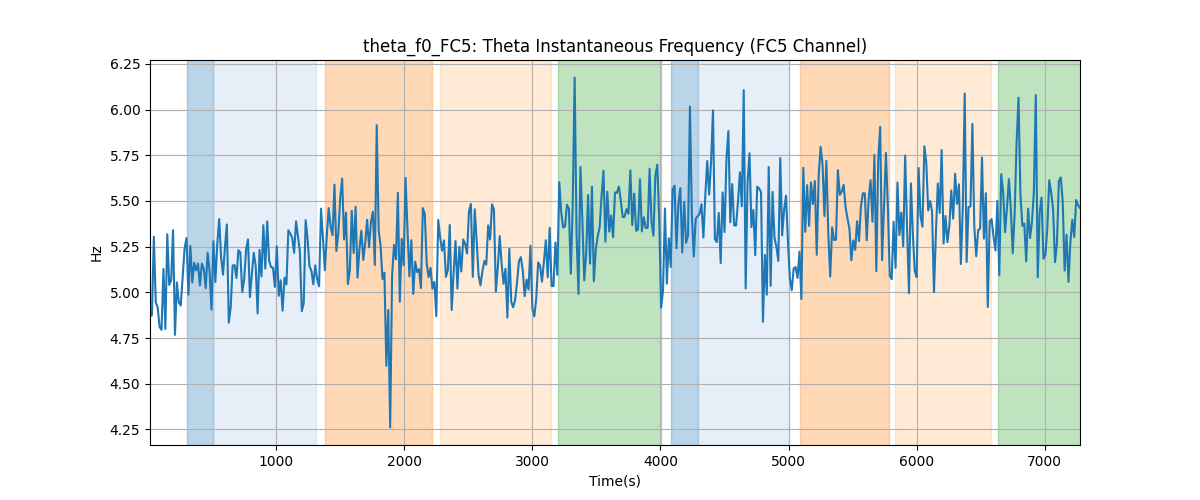 theta_f0_FC5: Theta Instantaneous Frequency (FC5 Channel)
6.25
6.00
5.75
5.50
5.25
5.00
4.75
4.50
4.25
Hz
1000 2000 3000 4000 5000 6000 7000
Time(s)